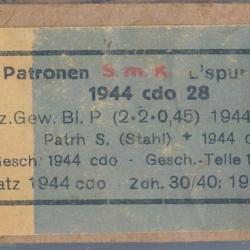 Patronen S.m.K. L'spur
1944 cdo 28
z.Gew. Bl. P (2·2·0,45) 1944
Patrh S. (Stahl) + 1944 c
Gesch. 1944 cdo - Gesch.-Teile 1
atz 1944 cdo - Zdh. 30/40: 19